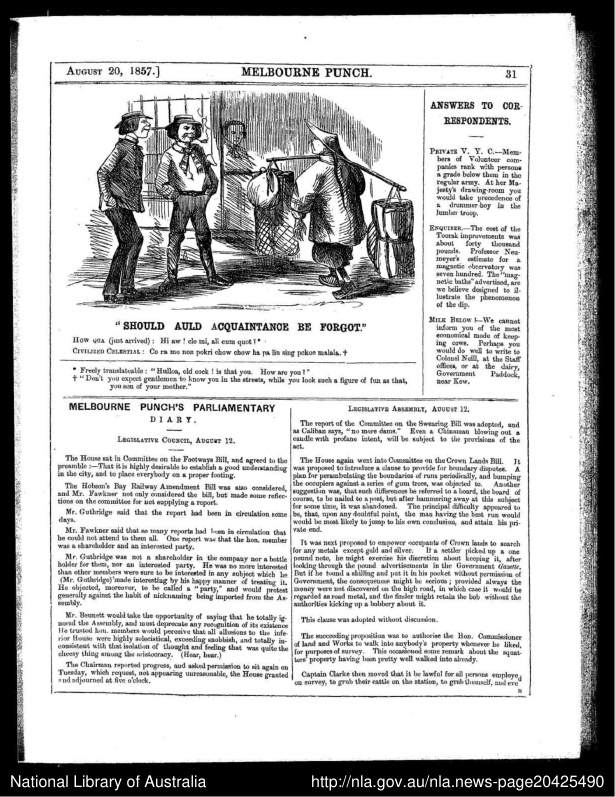 AUGUST 20, 1857.] MELBOURNE PUNCH. 31
"SHOULD AULD ACQUAINTANCE BE FORGOT."
HOW QUA (just arrived) : Hi aw ! clo mi, ali cum quot ? *
CIVILIZED CELESTIAL : Co ra mo non pokri chow chow ha pa lin sing pekoe malala. †
* Freely translateable : "Hulloa, old cock ! is that you. How are you ?"
† "Don't you expect gentlemen to know you in the streets, while you look such a figure of fun as that,
you son of your mother."
ANSWERS TO COR-
RESPONDENTS.
PRIVATE V. Y. C.—Mem-
bers of Volunteer com-
panies rank with persons
a grade below them in the
regular army. At her Ma-
jesty's drawing-room you
would take precedence of
a drummer-boy in the
lumber troop.
ENQUIRER.—The cost of the
Toorak improvements was
about forty thousand
pounds. Professor Neu-
meyer's estimate for a
magnetic observatory was
seven hundred. The "mag-
netic baths" advertised, are
we believe designed to il-
lustrate the phenomenon
of the dip.
MILK BELOW !—We cannot
inform you of the most
economical mode of keep-
ing cows. Perhaps you
would do well to write to
Colonel Neill, at the Staff
offices, or at the dairy,
Government Paddock,
near Kew.
MELBOURNE PUNCH'S PARLIAMENTARY
DIARY.
LEGISLATIVE COUNCIL, AUGUST 12.
The House sat in Committee on the Footways Bill, and agreed to the
preamble :—That it is highly desirable to establish a good understanding
in the city, and to place everybody on a proper footing.
The Hobson's Bay Railway Amendment Bill was also considered,
and Mr. Fawkner not only considered the bill, but made some reflec-
tions on the committee for not supplying a report.
Mr. Guthridge said that the report had been in circulation some
days.
Mr. Fawkner said that so many reports had been in circulation that
he could not attend to them all. One report was that the hon. member
was a shareholder and an interested party.
Mr. Guthridge was not a shareholder in the company nor a bottle
holder for them, nor an interested party. He was no more interested
than other members were sure to be interested in any subject which he
(Mr. Guthridge) made interesting by his happy manner of treating it.
He objected, moreover, to be called a "party," and would protest
generally against the habit of nicknaming being imported from the As-
sembly.
Mr. Bennett would take the opportunity of saying that he totally ig-
nored the Assembly, and must deprecate any recognition of its existence
He trusted hon. members would perceive that all allusions to the infe-
rior House were highly solecistical, exceeding snobbish, and totally in-
consistent with that isolation of thought and feeling that was quite the
cheesy thing among the aristocracy. (Hear, hear.)
The Chairman reported progress, and asked permission to sit again on
Tuesday, which request, not appearing unreasonable, the House granted
and adjourned at five o'clock.
LEGISLATIVE ASSEMBLY, AUGUST 12.
The report of the Committee on the Swearing Bill was adopted, and
as Caliban says, "no more dams." Even a Chinaman blowing out a
candle with profane intent, will be subject to the provisions of the
act.
The House again went into Committee on the Crown Lands Bill. It
was proposed to introduce a clause to provide for boundary disputes. A
plan for perambulating the boundaries of runs periodically, and bumping
the occupiers against a series of gum trees, was objected to. Another
suggestion was, that such differences be referred to a board, the board of
course, to be nailed to a post, but after hammering away at this subject
for some time, it was abandoned. The principal difficulty appeared to
be, that, upon any doubtful point, the man having the best run would
would be most likely to jump to his own conclusion, and attain his pri-
vate end.
It was next proposed to empower occupants of Crown lands to search
for any metals except gold and silver. If a settler picked up a one
pound note, he might exercise his discretion about keeping it, after
looking through the pound advertisements in the Government Gazette.
But if he found a shilling and put it in his pocket without permission of
Government, the consequence might be serious ; provided always the
money were not discovered on the high road, in which case it would be
regarded as road metal, and the finder might retain the bob without the
authorities kicking up a bobbery about it.
This clause was adopted without discussion.
The succeeding proposition was to authorise the Hon. Commissioner
of land and Works to walk into anybody's property whenever he liked,
for purposes of survey. This occasioned some remark about the squat-
ters' property having been pretty well walked into already.
Captain Clarke then moved that it be lawful for all persons employed
on survey, to grub their cattle on the station, to grub themself, and eve
National Library of Australia http://nla.gov.au/nla.news-page20425490